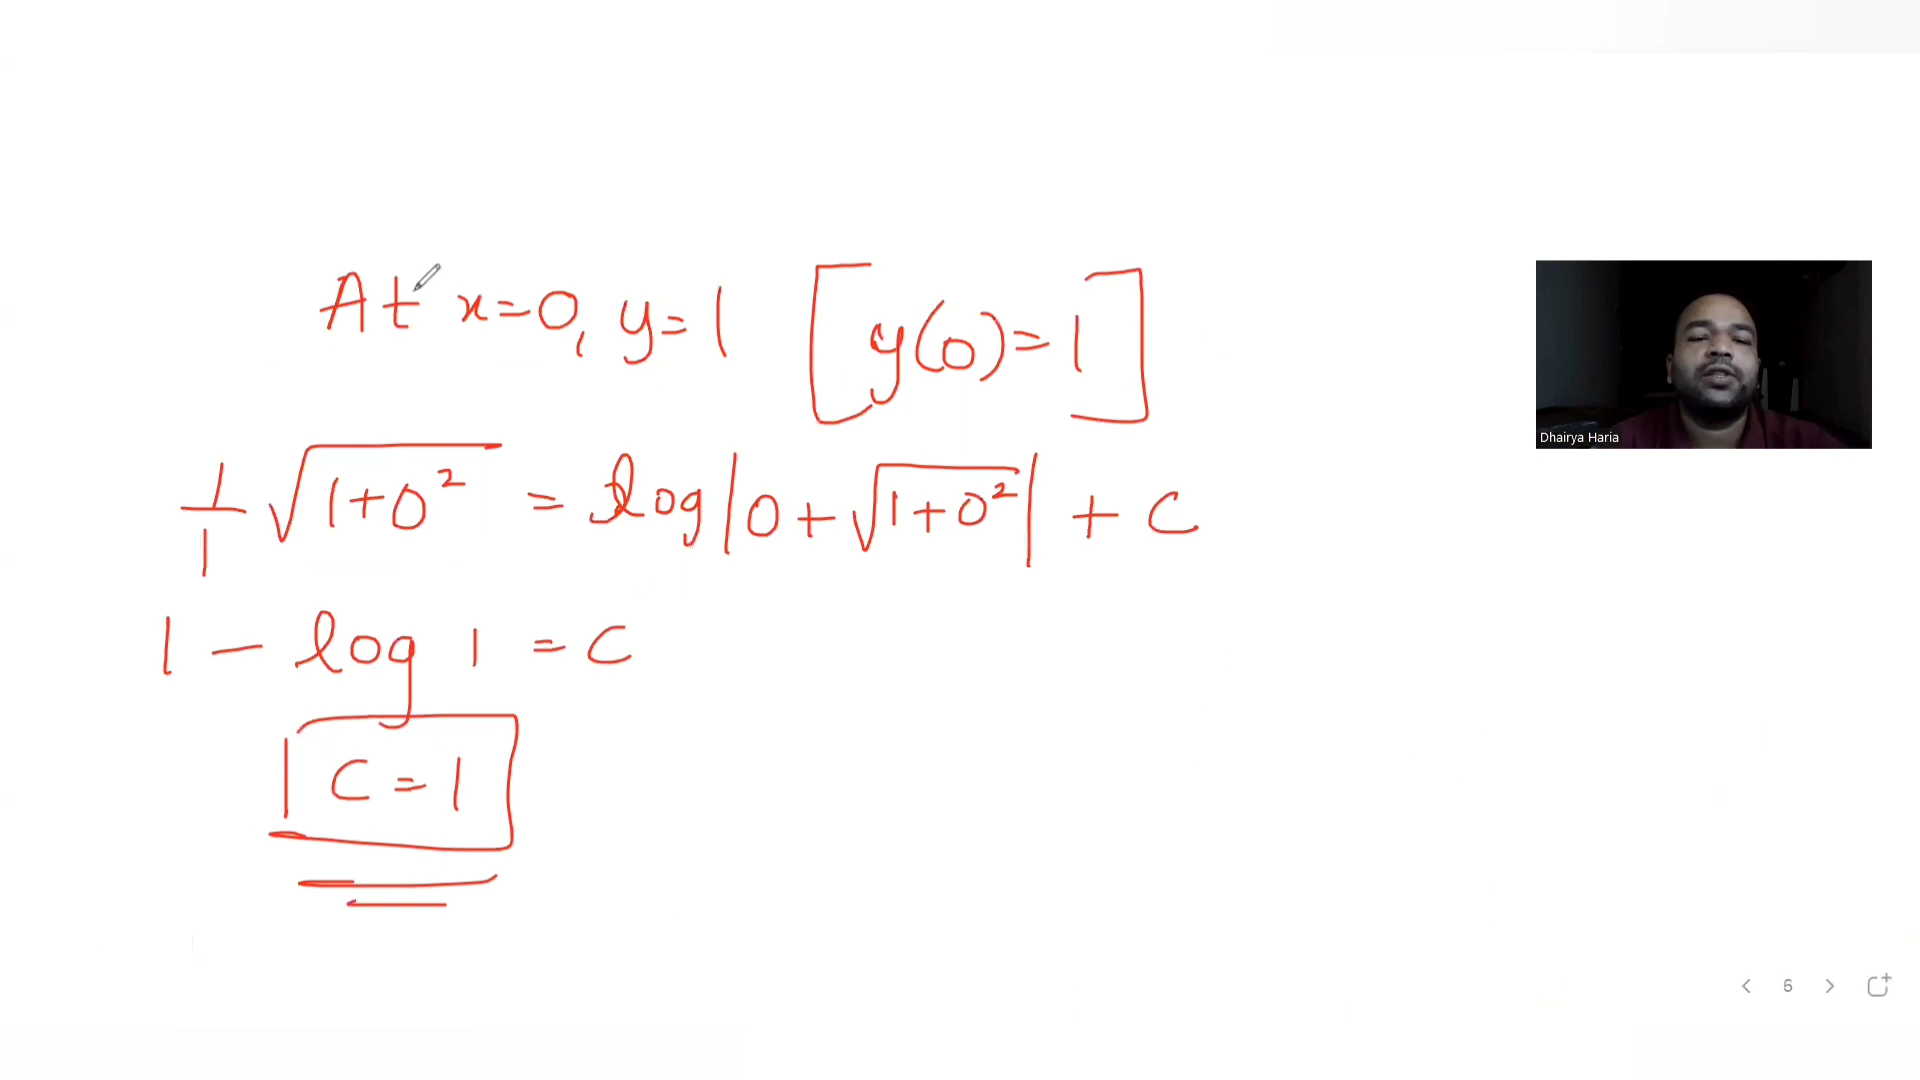 At x=0, y=1 [y(0)=1]
1/1 √(1+0²) = log|0+√(1+0²)| + C
1 - log 1 = C
C=1
Dhairya Haria
< 6 >